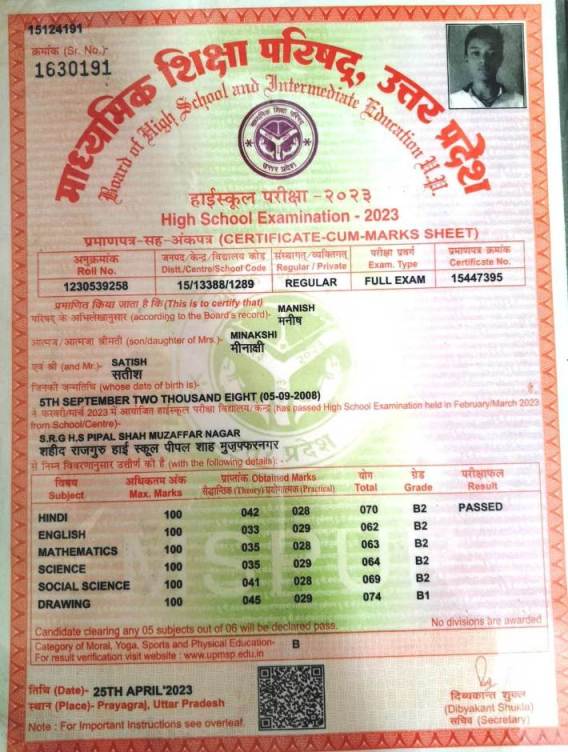 15124191
क्रमांक (Sr. No.)-
1630191
माध्यमिक शिक्षा परिषद्, उत्तर प्रदेश
Board of High School and Intermediate Education U.P.
माध्यमिक शिक्षा परिषद्
उत्तर प्रदेश
हाईस्कूल परीक्षा -२०२३
High School Examination - 2023
प्रमाणपत्र-सह-अंकपत्र (CERTIFICATE-CUM-MARKS SHEET)
अनुक्रमांक जनपद/केन्द्र/विद्यालय कोड संस्थागत/व्यक्तिगत परीक्षा प्रवर्ग प्रमाणपत्र क्रमांक
Roll No. Distt./Centre/School Code Regular / Private Exam. Type Certificate No.
1230539258 15/13388/1289 REGULAR FULL EXAM 15447395
प्रमाणित किया जाता है कि (This is to certify that) MANISH
परिषद् के अभिलेखानुसार (according to the Board's record)- मनीष
MINAKSHI
आत्मज/आत्मजा श्रीमती (son/daughter of Mrs.)- मीनाक्षी
एवं श्री (and Mr.)- SATISH
सतीश
जिनकी जन्मतिथि (whose date of birth is)-
5TH SEPTEMBER TWO THOUSAND EIGHT (05-09-2008) है,
ने फरवरी/मार्च 2023 में आयोजित हाईस्कूल परीक्षा विद्यालय/केन्द्र (has passed High School Examination held in February/March 2023
from School/Centre)-
S.R.G H.S PIPAL SHAH MUZAFFAR NAGAR
शहीद राजगुरु हाई स्कूल पीपल शाह मुज़फ्फरनगर
से निम्न विवरणानुसार उत्तीर्ण की है (with the following details):
विषय अधिकतम अंक प्राप्तांक Obtained Marks योग ग्रेड परीक्षाफल
Subject Max. Marks सैद्धान्तिक (Theory) प्रयोगात्मक (Practical) Total Grade Result
HINDI 100 042 028 070 B2 PASSED
ENGLISH 100 033 029 062 B2
MATHEMATICS 100 035 028 063 B2
SCIENCE 100 035 029 064 B2
SOCIAL SCIENCE 100 041 028 069 B2
DRAWING 100 045 029 074 B1
Candidate clearing any 05 subjects out of 06 will be declared pass. No divisions are awarded
Category of Moral, Yoga, Sports and Physical Education- B
For result verification visit website : www.upmsp.edu.in
तिथि (Date)- 25TH APRIL'2023
स्थान (Place)- Prayagraj, Uttar Pradesh
दिव्यकान्त शुक्ल
(Dibyakant Shukla)
सचिव (Secretary)
Note : For Important Instructions see overleaf.